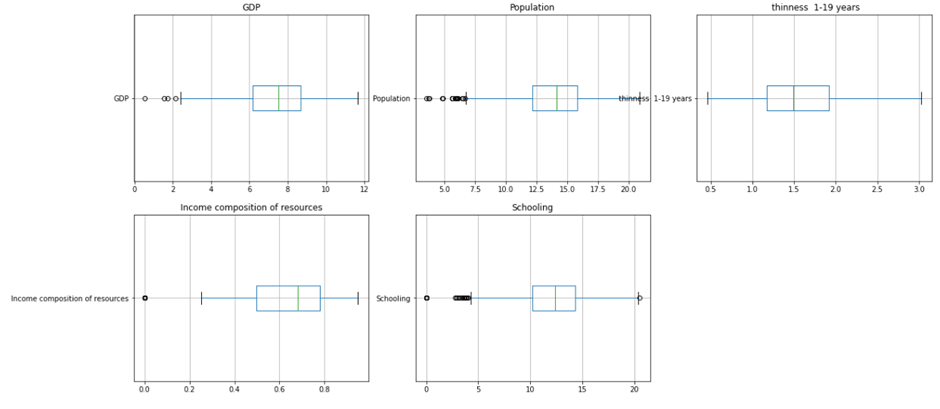 GDP
GDP
0 2 4 6 8 10 12
Population
Population
5.0 7.5 10.0 12.5 15.0 17.5 20.0
thinness  1-19 years
thinness  1-19 years
0.5 1.0 1.5 2.0 2.5 3.0
Income composition of resources
Income composition of resources
0.0 0.2 0.4 0.6 0.8
Schooling
Schooling
0 5 10 15 20